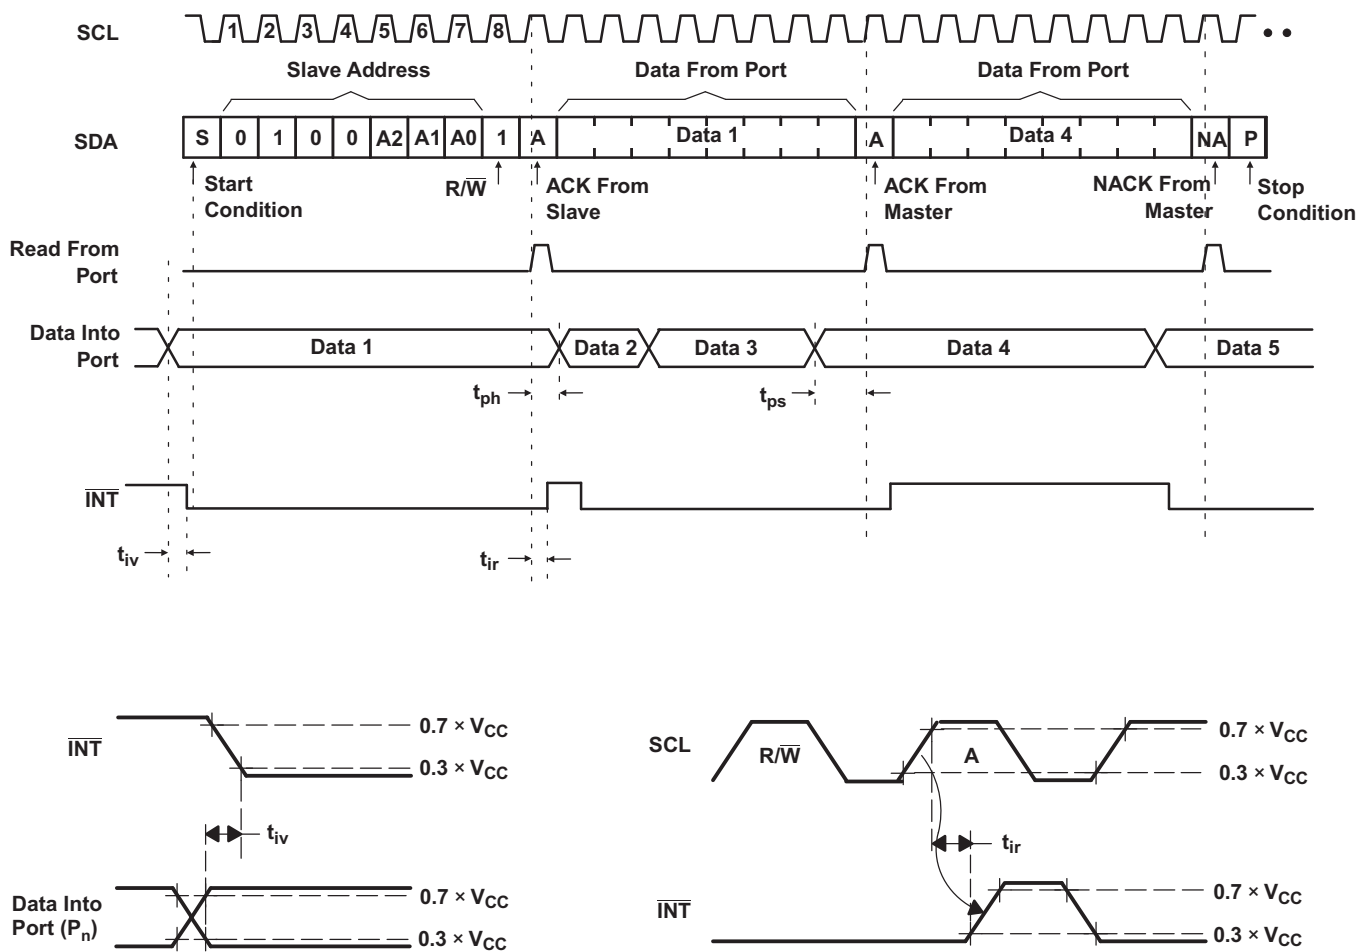 SCL 1 2 3 4 5 6 7 8
Slave Address Data From Port Data From Port
SDA S 0 1 0 0 A2 A1 A0 1 A Data 1 A Data 4 NA P
Start
Condition
R/W̅
ACK From
Slave
ACK From
Master
NACK From
Master
Stop
Condition
Read From
Port
Data Into
Port
Data 1 Data 2 Data 3 Data 4 Data 5
tph tps
I̅N̅T̅
tiv tir
I̅N̅T̅
0.7 × VCC
0.3 × VCC
tiv
Data Into
Port (Pn)
0.7 × VCC
0.3 × VCC
SCL
R/W̅ A
0.7 × VCC
0.3 × VCC
tir
I̅N̅T̅
0.7 × VCC
0.3 × VCC